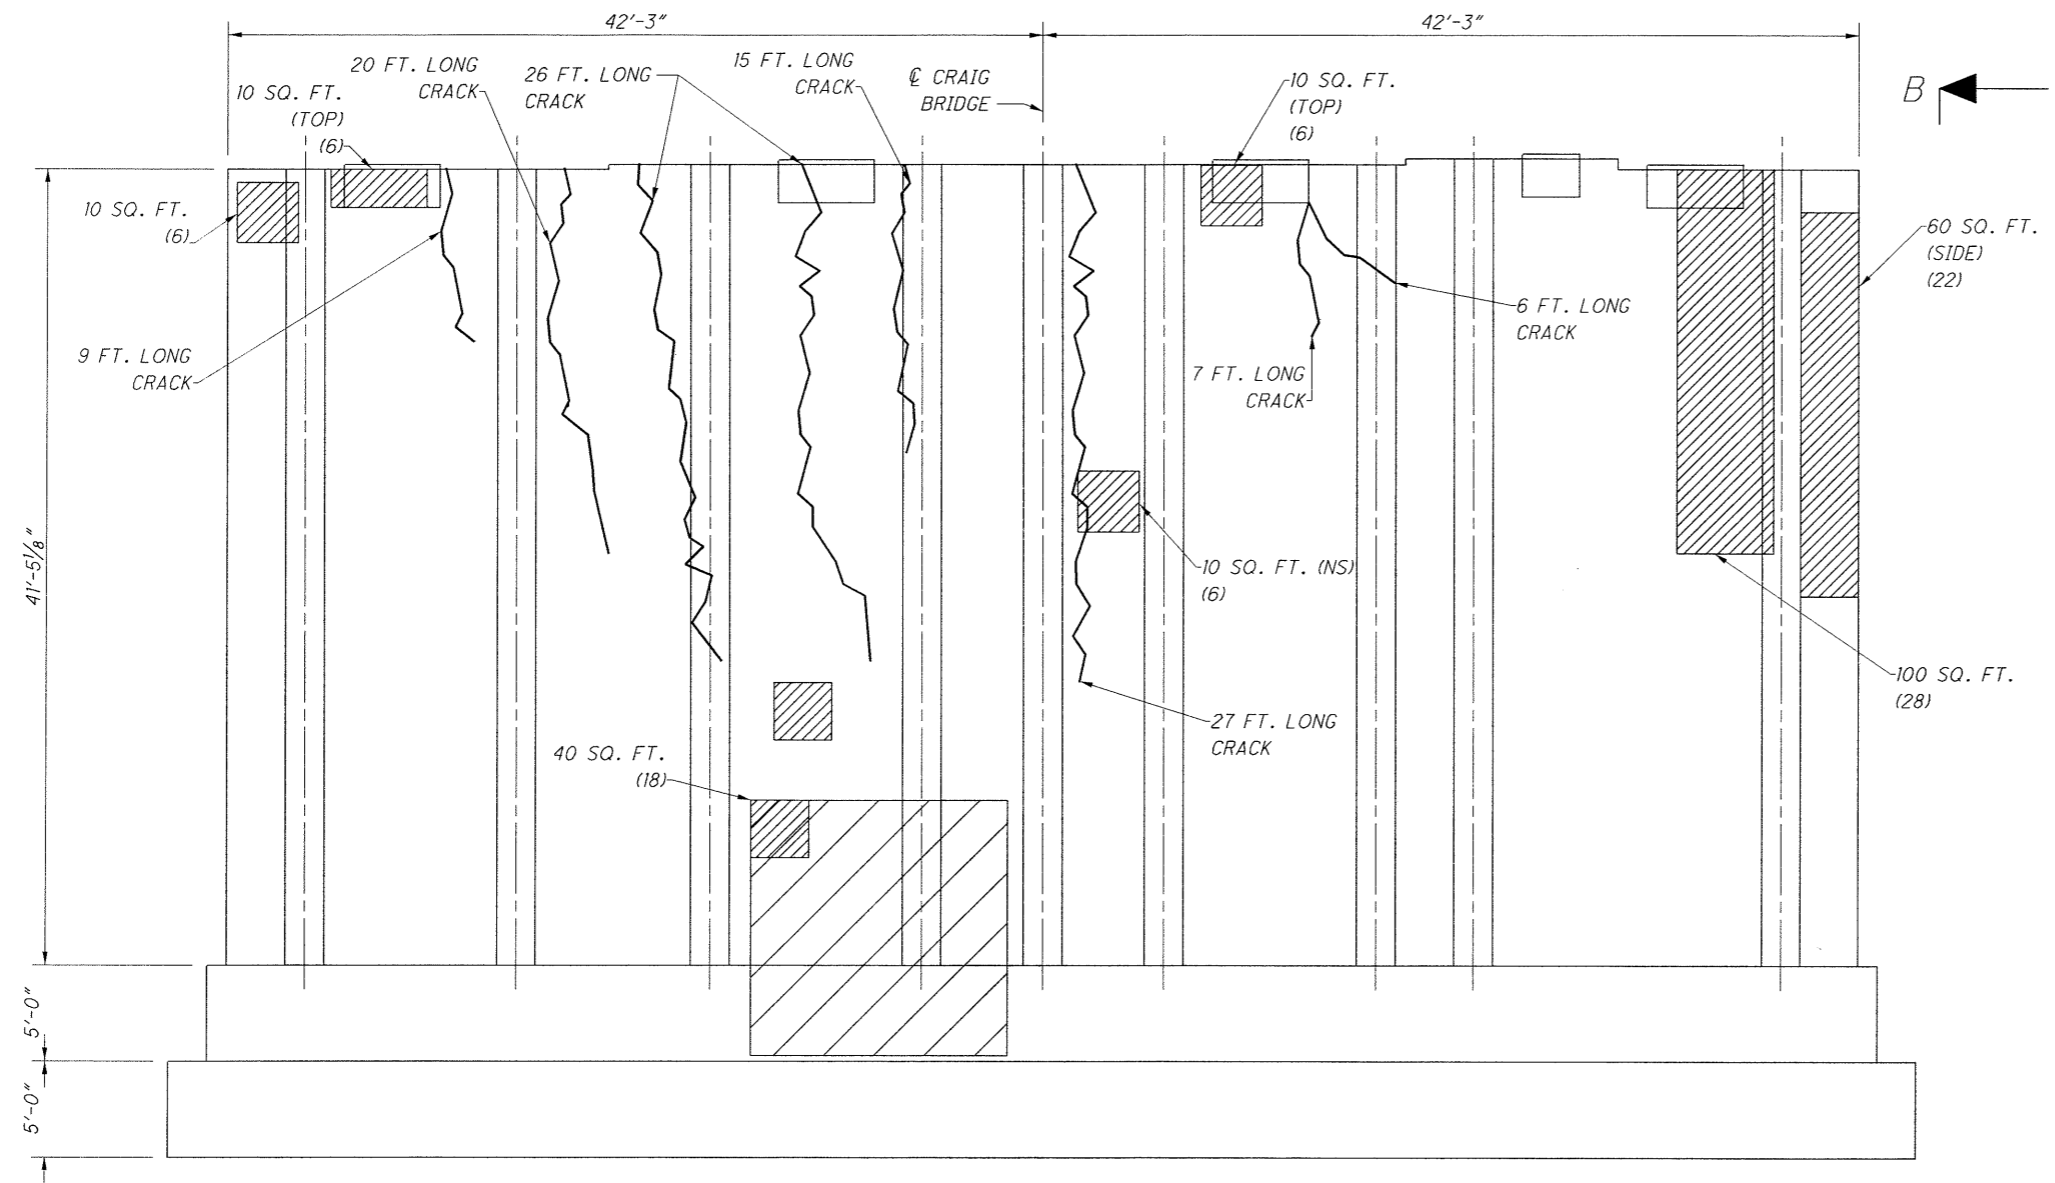 42'-3"
42'-3"
20 FT. LONG
CRACK
26 FT. LONG
CRACK
15 FT. LONG
CRACK
℄ CRAIG
BRIDGE
10 SQ. FT.
(TOP)
(6)
B
10 SQ. FT.
(TOP)
(6)
10 SQ. FT.
(6)
60 SQ. FT.
(SIDE)
(22)
9 FT. LONG
CRACK
6 FT. LONG
CRACK
7 FT. LONG
CRACK
41'-5⅛"
10 SQ. FT. (NS)
(6)
100 SQ. FT.
(28)
27 FT. LONG
CRACK
40 SQ. FT.
(18)
5'-0"
5'-0"